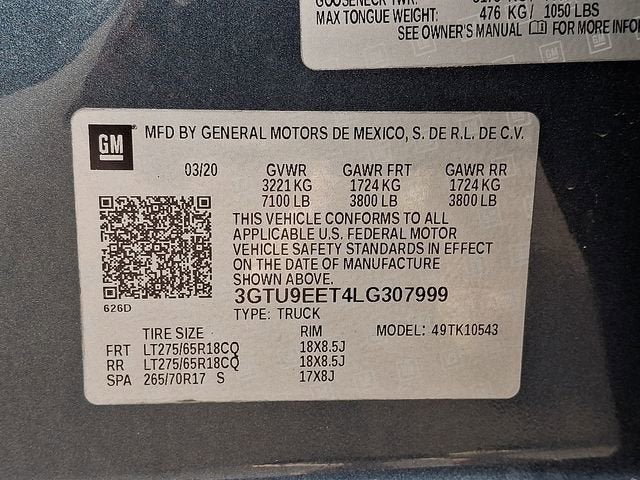 MAX TONGUE WEIGHT: 476 KG/ 1050 LBS
SEE OWNER'S MANUAL FOR MORE INFO
GM MFD BY GENERAL MOTORS DE MEXICO, S. DE R.L. DE C.V.
03/20 GVWR GAWR FRT GAWR RR
3221 KG 1724 KG 1724 KG
7100 LB 3800 LB 3800 LB
THIS VEHICLE CONFORMS TO ALL
APPLICABLE U.S. FEDERAL MOTOR
VEHICLE SAFETY STANDARDS IN EFFECT
ON THE DATE OF MANUFACTURE
SHOWN ABOVE.
3GTU9EET4LG307999
626D
TYPE: TRUCK
TIRE SIZE RIM MODEL: 49TK10543
FRT LT275/65R18CQ 18X8.5J
RR LT275/65R18CQ 18X8.5J
SPA 265/70R17 S 17X8J